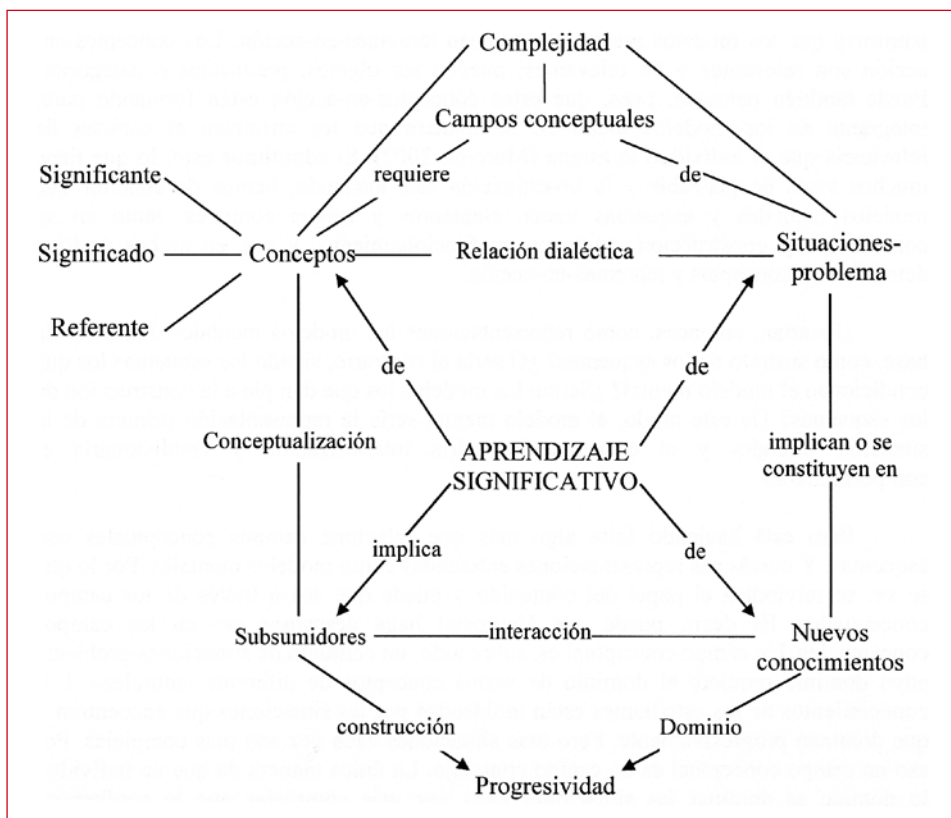 Complejidad
Campos conceptuales
Significante
requiere
de
Significado
Conceptos
Relación dialéctica
Situaciones-
problema
Referente
de
de
Conceptualización
APRENDIZAJE
SIGNIFICATIVO
implican o se
constituyen en
implica
de
Subsumidores
interacción
Nuevos
conocimientos
construcción
Dominio
Progresividad